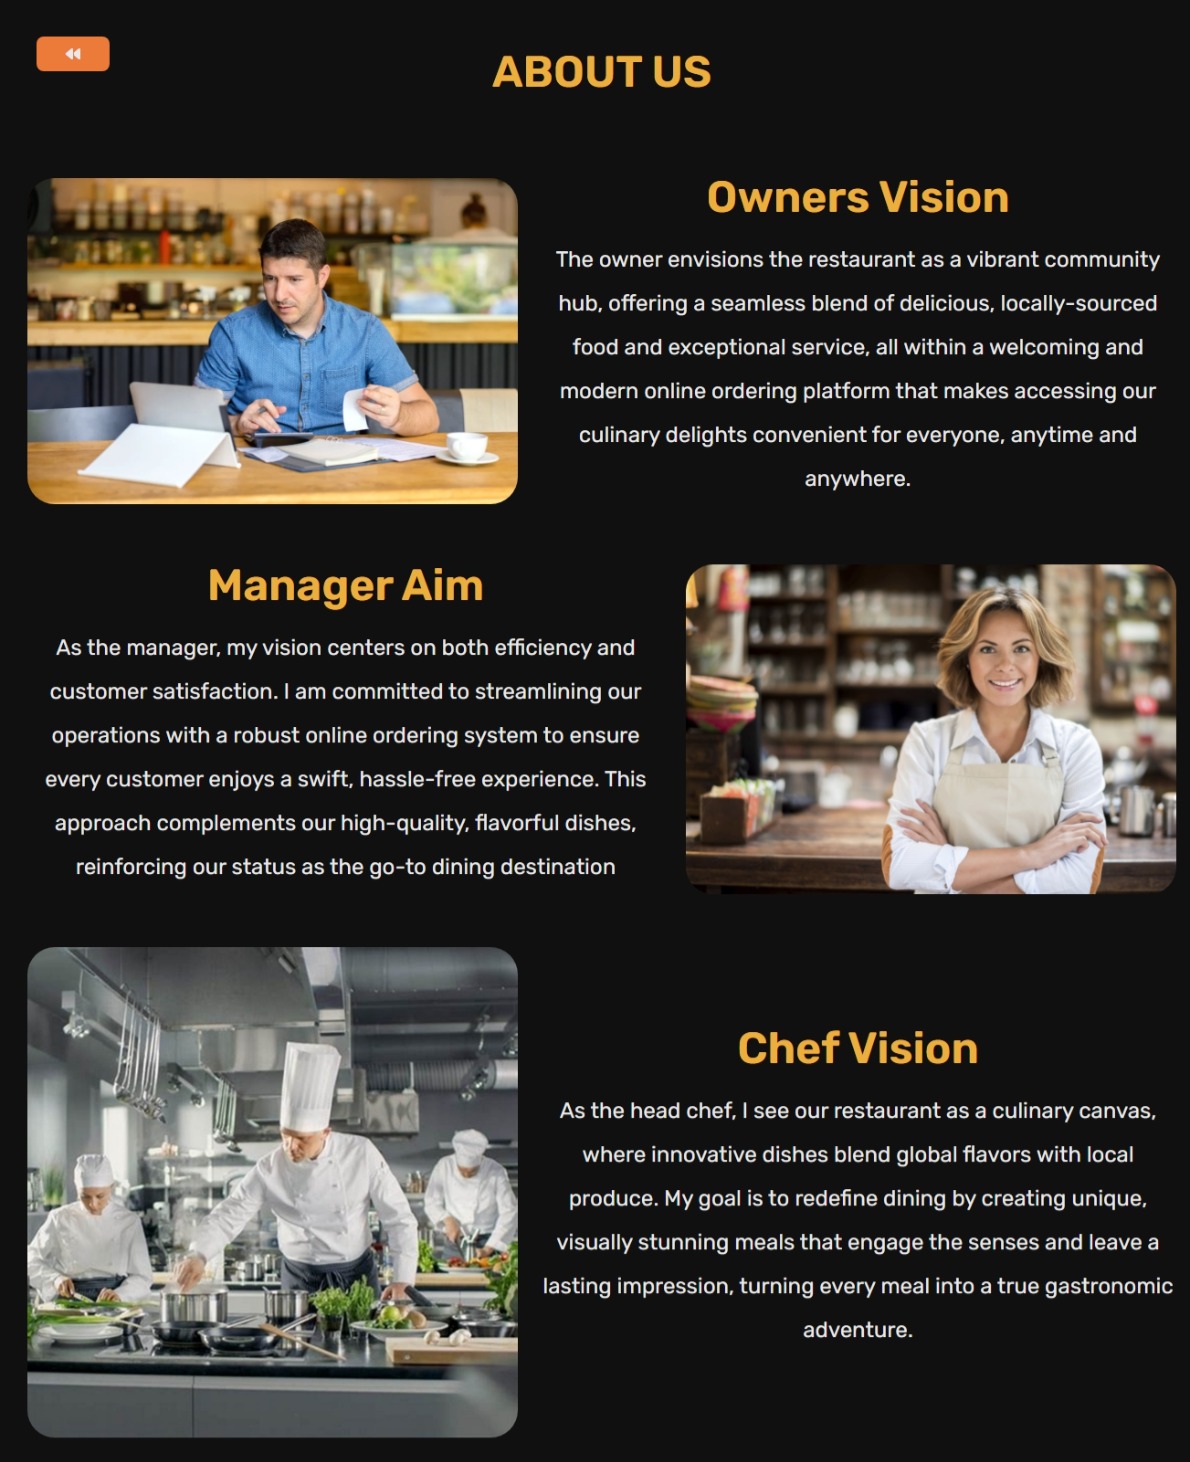 ABOUT US
Owners Vision
The owner envisions the restaurant as a vibrant community
hub, offering a seamless blend of delicious, locally-sourced
food and exceptional service, all within a welcoming and
modern online ordering platform that makes accessing our
culinary delights convenient for everyone, anytime and
anywhere.
Manager Aim
As the manager, my vision centers on both efficiency and
customer satisfaction. I am committed to streamlining our
operations with a robust online ordering system to ensure
every customer enjoys a swift, hassle-free experience. This
approach complements our high-quality, flavorful dishes,
reinforcing our status as the go-to dining destination
Chef Vision
As the head chef, I see our restaurant as a culinary canvas,
where innovative dishes blend global flavors with local
produce. My goal is to redefine dining by creating unique,
visually stunning meals that engage the senses and leave a
lasting impression, turning every meal into a true gastronomic
adventure.